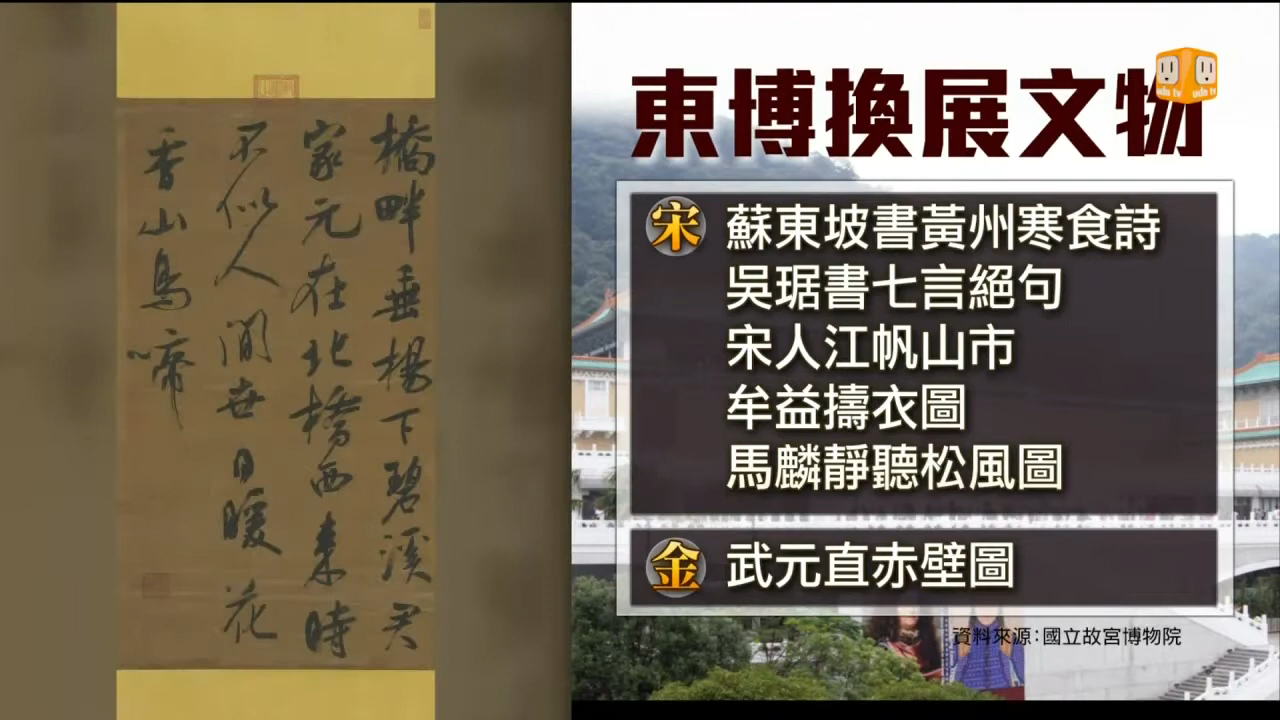 橋畔垂楊下碧溪君
家元在北橋西來時
不似人間世日暖花
香山鳥啼
東博換展文物
udn tv udn tv
宋 蘇東坡書黃州寒食詩
吳琚書七言絕句
宋人江帆山市
牟益擣衣圖
馬麟靜聽松風圖
金 武元直赤壁圖
資料來源:國立故宮博物院